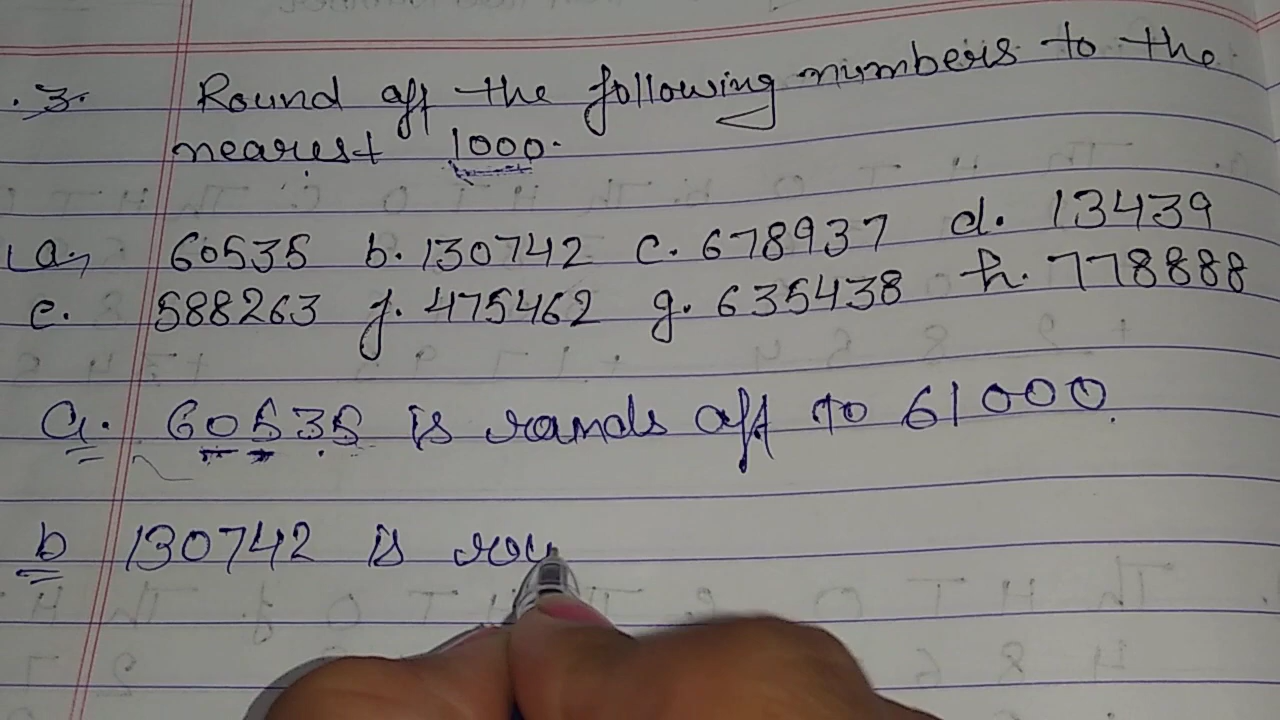 3. Round off the following numbers to the
nearest 1000.
a, 60535 b. 130742 c. 678937 d. 13439
e. 588263 f. 475462 g. 635438 h. 778888
a. 60535 is rounds off to 61000.
b 130742 is rou